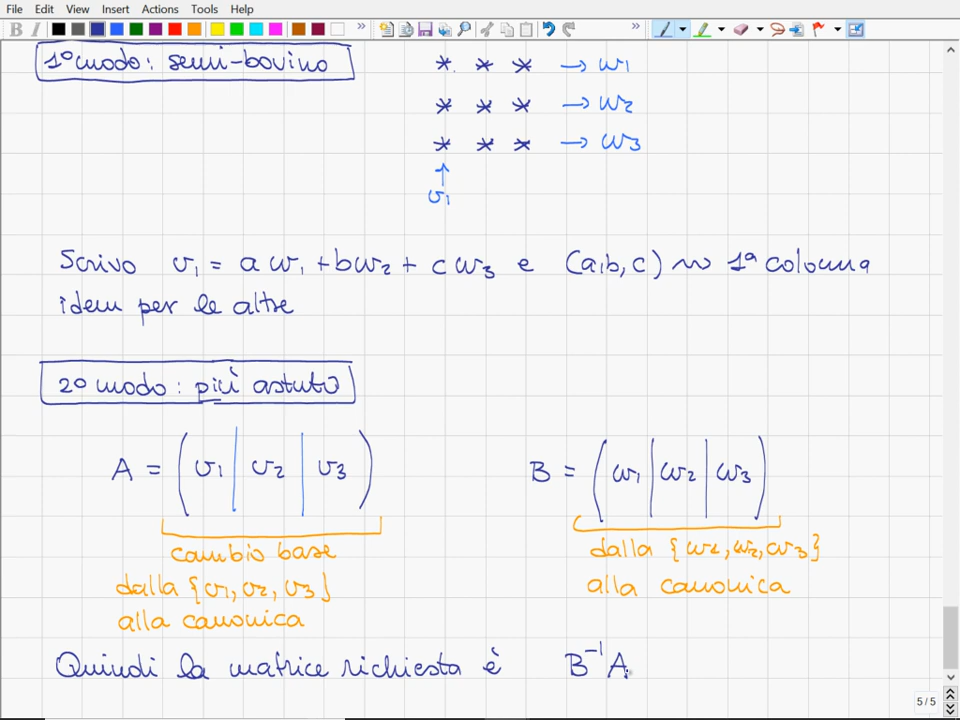 File Edit View Insert Actions Tools Help
1° modo: semi-bovino
* * * → w1
* * * → w2
* * * → w3
↑
v1
Scrivo v1 = a w1 + b w2 + c w3 e (a,b,c) ~> 1ª colonna
idem per le altre
2° modo: più astuto
A = ( v1 | v2 | v3 )
B = ( w1 | w2 | w3 )
cambio base
dalla {v1, v2, v3}
alla canonica
dalla {w2, w2, w3}
alla canonica
Quindi la matrice richiesta è B⁻¹A
5 / 5